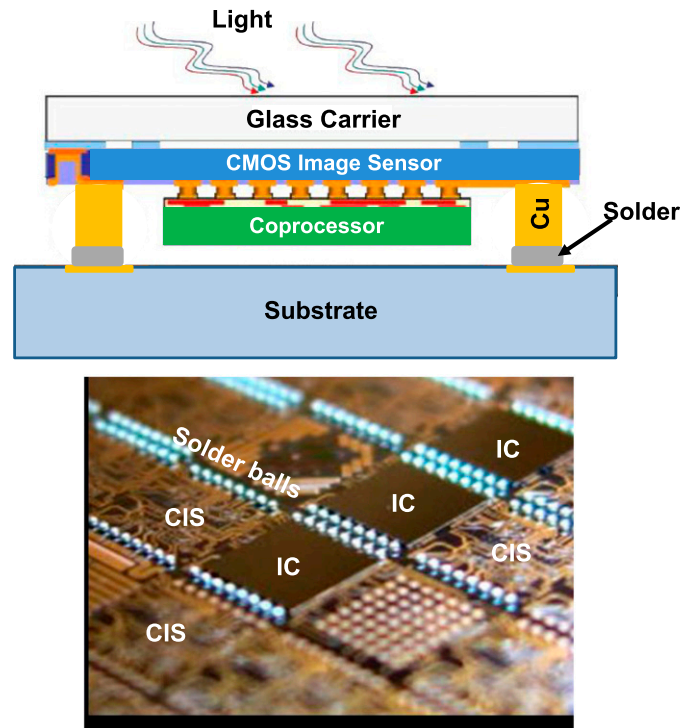 Light
Glass Carrier
CMOS Image Sensor
Cu
Solder
Coprocessor
Substrate
Solder balls
IC
IC
CIS
CIS
IC
CIS